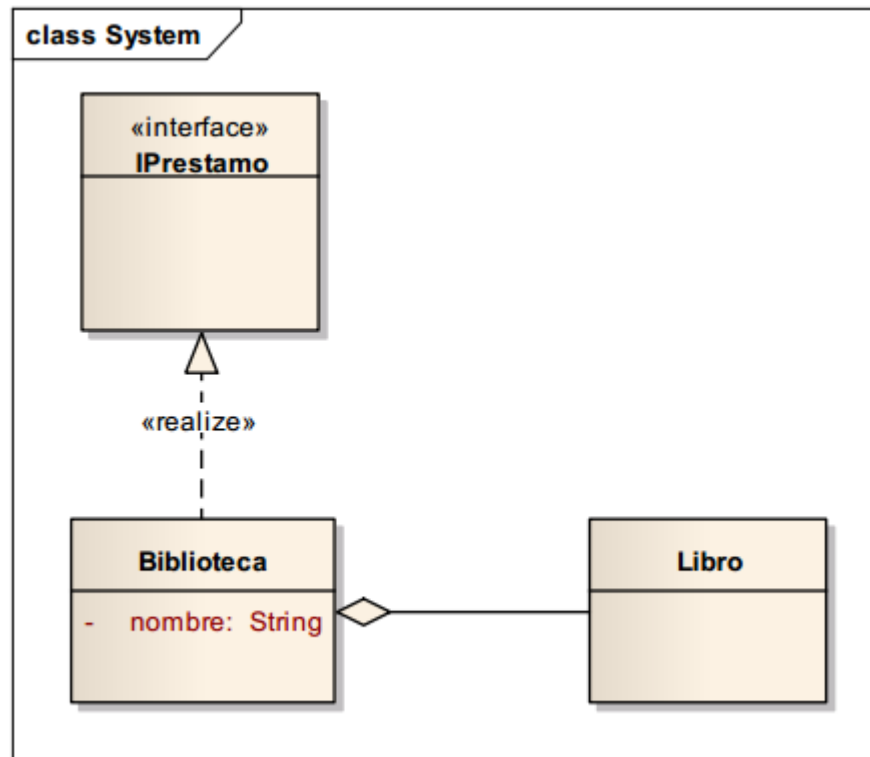 class System
«interface»
IPrestamo
«realize»
Biblioteca
- nombre: String
Libro